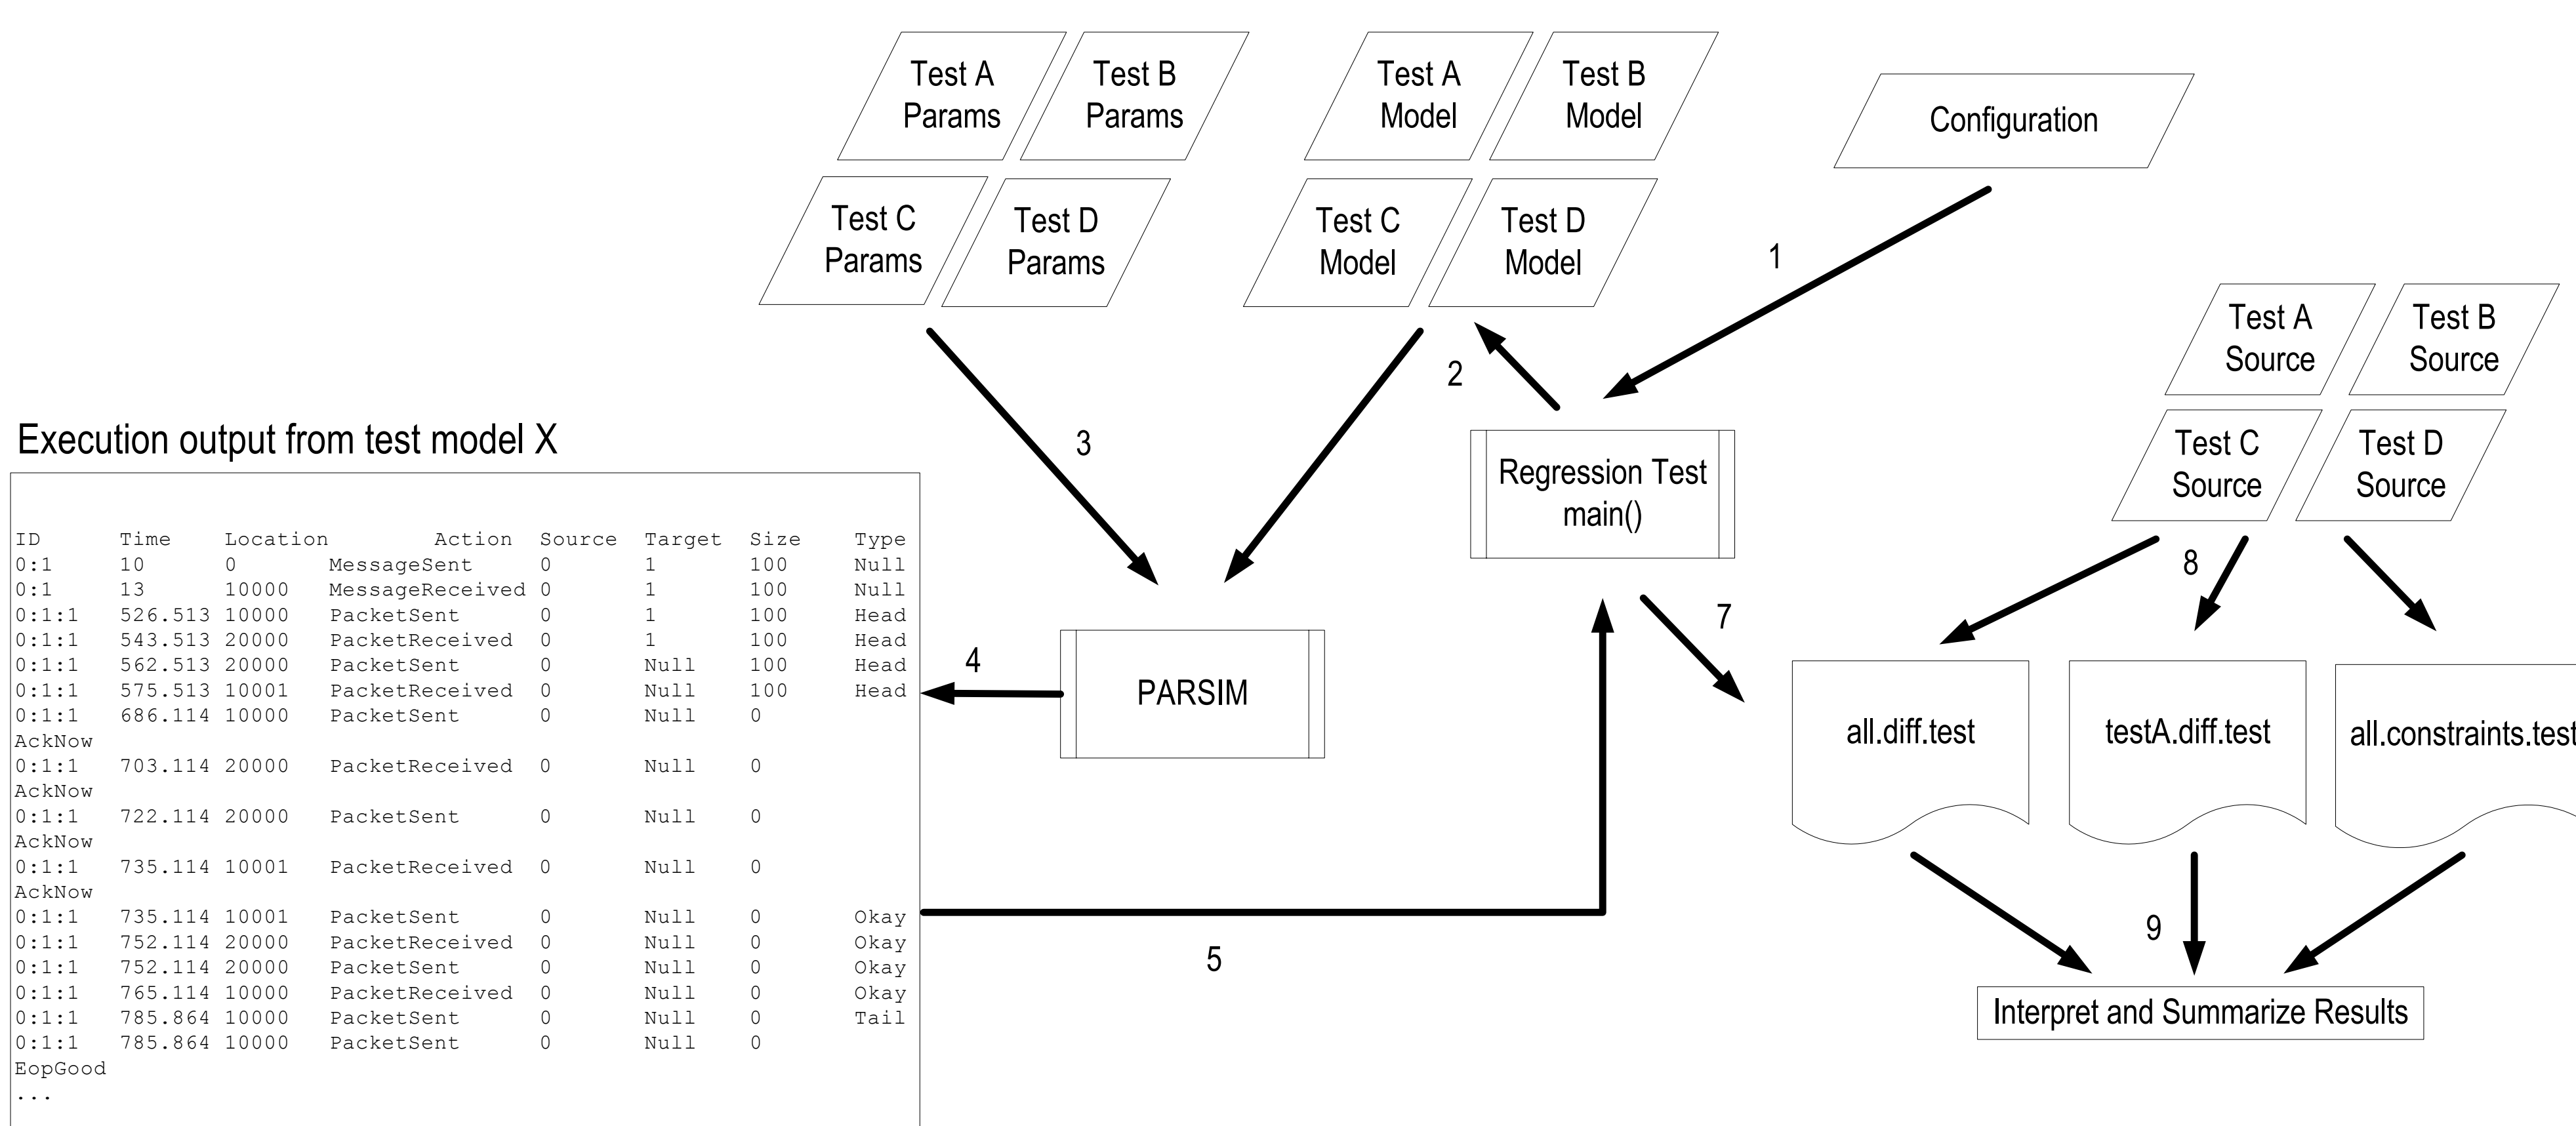 Test A
Params
Test B
Params
Test C
Params
Test D
Params
Test A
Model
Test B
Model
Test C
Model
Test D
Model
Configuration
1
2
3
Test A
Source
Test B
Source
Test C
Source
Test D
Source
Regression Test
main()
PARSIM
4
5
7
8
all.diff.test
testA.diff.test
all.constraints.test
9
Interpret and Summarize Results
Execution output from test model X
ID Time Location Action Source Target Size Type
0:1 10 0 MessageSent 0 1 100 Null
0:1 13 10000 MessageReceived 0 1 100 Null
0:1:1 526.513 10000 PacketSent 0 1 100 Head
0:1:1 543.513 20000 PacketReceived 0 1 100 Head
0:1:1 562.513 20000 PacketSent 0 Null 100 Head
0:1:1 575.513 10001 PacketReceived 0 Null 100 Head
0:1:1 686.114 10000 PacketSent 0 Null 0
AckNow
0:1:1 703.114 20000 PacketReceived 0 Null 0
AckNow
0:1:1 722.114 20000 PacketSent 0 Null 0
AckNow
0:1:1 735.114 10001 PacketReceived 0 Null 0
AckNow
0:1:1 735.114 10001 PacketSent 0 Null 0 Okay
0:1:1 752.114 20000 PacketReceived 0 Null 0 Okay
0:1:1 752.114 20000 PacketSent 0 Null 0 Okay
0:1:1 765.114 10000 PacketReceived 0 Null 0 Okay
0:1:1 785.864 10000 PacketSent 0 Null 0 Tail
0:1:1 785.864 10000 PacketSent 0 Null 0
EopGood
...